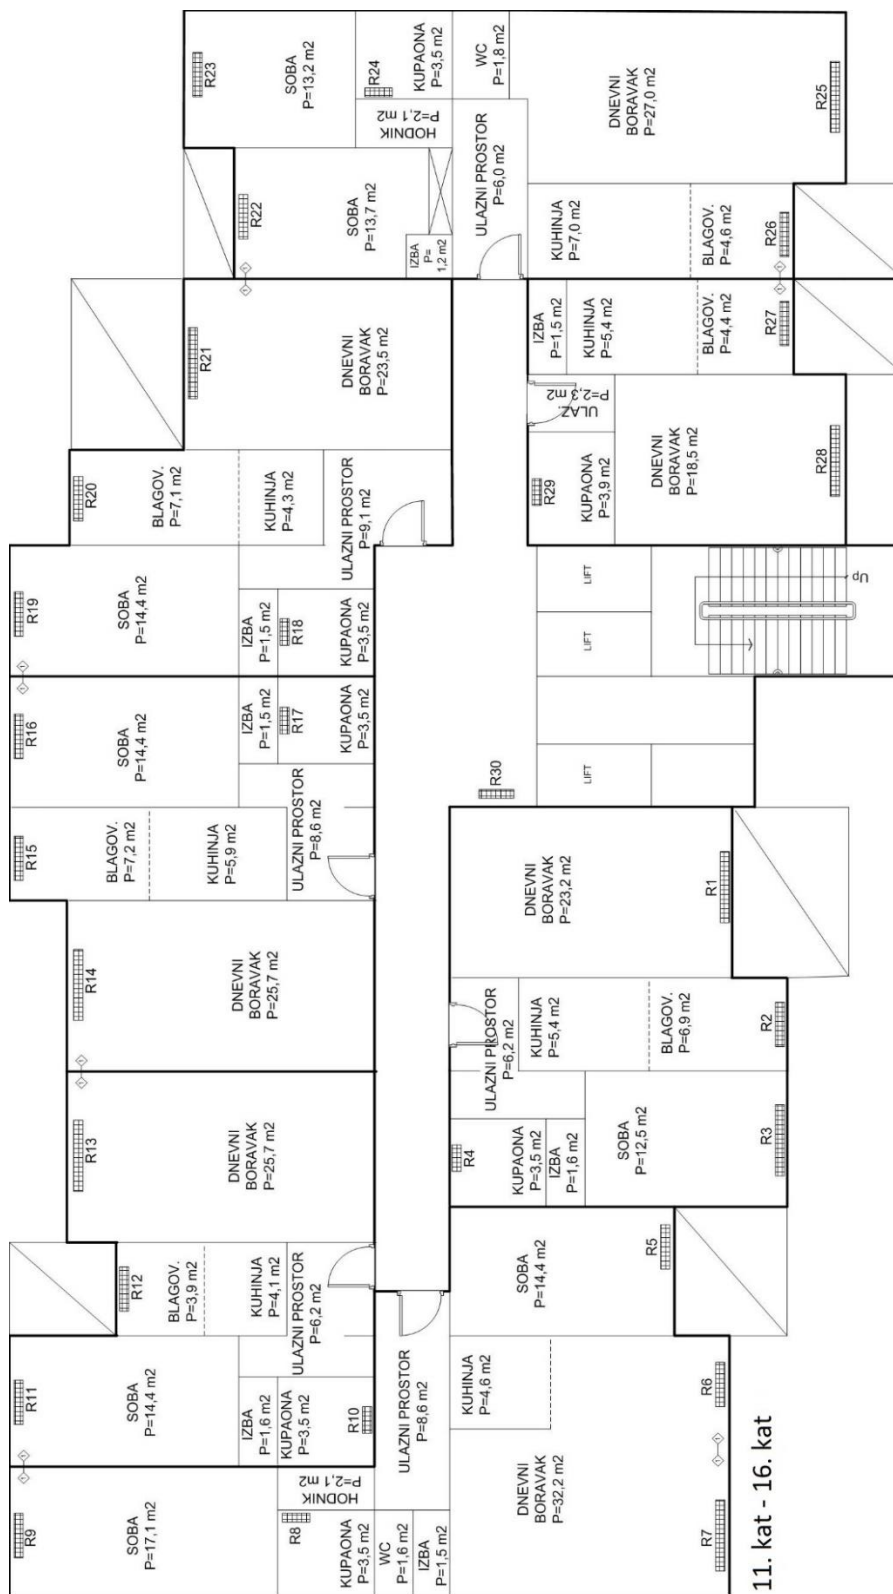 R23
SOBA
P=13,2 m2
R24
KUPAONA
P=3,5 m2
WC
P=1,8 m2
HODNIK
P=2,1 m2
DNEVNI
BORAVAK
P=27,0 m2
R25
ULAZNI PROSTOR
P=6,0 m2
R22
SOBA
P=13,7 m2
IZBA
P=
1,2 m2
KUHINJA
P=7,0 m2
BLAGOV.
P=4,6 m2
R26
R21
DNEVNI
BORAVAK
P=23,5 m2
IZBA
P=1,5 m2
KUHINJA
P=5,4 m2
BLAGOV.
P=4,4 m2
R27
ULAZ.
P=2,3 m2
R20
BLAGOV.
P=7,1 m2
KUHINJA
P=4,3 m2
ULAZNI PROSTOR
P=9,1 m2
R29
KUPAONA
P=3,9 m2
DNEVNI
BORAVAK
P=18,5 m2
R28
R19
SOBA
P=14,4 m2
IZBA
P=1,5 m2
R18
KUPAONA
P=3,5 m2
LIFT
LIFT
Up
R16
SOBA
P=14,4 m2
IZBA
P=1,5 m2
R17
KUPAONA
P=3,5 m2
R30
LIFT
R15
BLAGOV.
P=7,2 m2
KUHINJA
P=5,9 m2
ULAZNI PROSTOR
P=8,6 m2
DNEVNI
BORAVAK
P=23,2 m2
R1
R14
DNEVNI
BORAVAK
P=25,7 m2
ULAZNI PROSTOR
P=6,2 m2
KUHINJA
P=5,4 m2
BLAGOV.
P=6,9 m2
R2
R13
DNEVNI
BORAVAK
P=25,7 m2
R4
KUPAONA
P=3,5 m2
IZBA
P=1,6 m2
SOBA
P=12,5 m2
R3
R12
BLAGOV.
P=3,9 m2
KUHINJA
P=4,1 m2
ULAZNI PROSTOR
P=6,2 m2
SOBA
P=14,4 m2
R5
R11
SOBA
P=14,4 m2
IZBA
P=1,6 m2
KUPAONA
P=3,5 m2
R10
ULAZNI PROSTOR
P=8,6 m2
KUHINJA
P=4,6 m2
R6
R9
SOBA
P=17,1 m2
HODNIK
P=2,1 m2
R8
KUPAONA
P=3,5 m2
WC
P=1,6 m2
IZBA
P=1,5 m2
DNEVNI
BORAVAK
P=32,2 m2
R7
11. kat - 16. kat